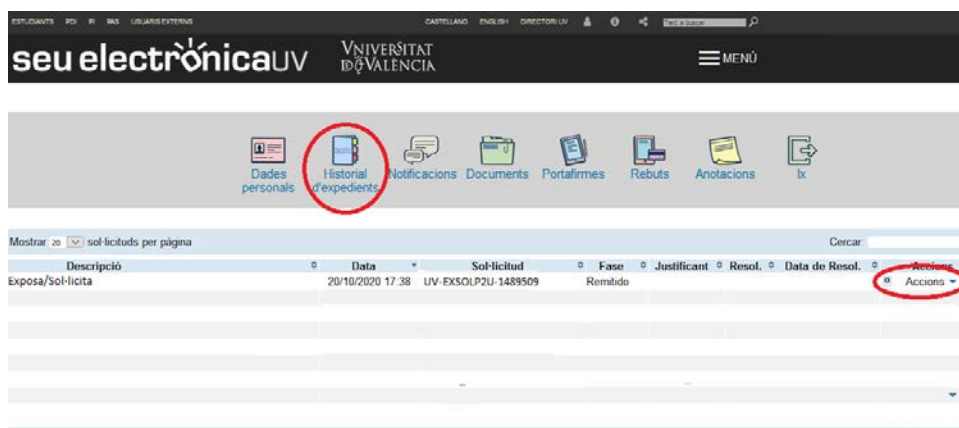 ESTUDIANTS PDI PI PAS USUARIS EXTERNS CASTELLANO ENGLISH DIRECTORI UV
seu electrònicaUV VNIVERSITAT DE VALÈNCIA MENÚ
Dades personals
Historial d'expedients
Notificacions
Documents
Portafirmes
Rebuts
Anotacions
Ix
Mostrar 20 sol·licituds per pàgina Cercar:
Descripció Data Sol·licitud Fase Justificant Resol. Data de Resol. Accions
Exposa/Sol·licita 20/10/2020 17:38 UV-EXSOLP2U-1489509 Remitido Accions